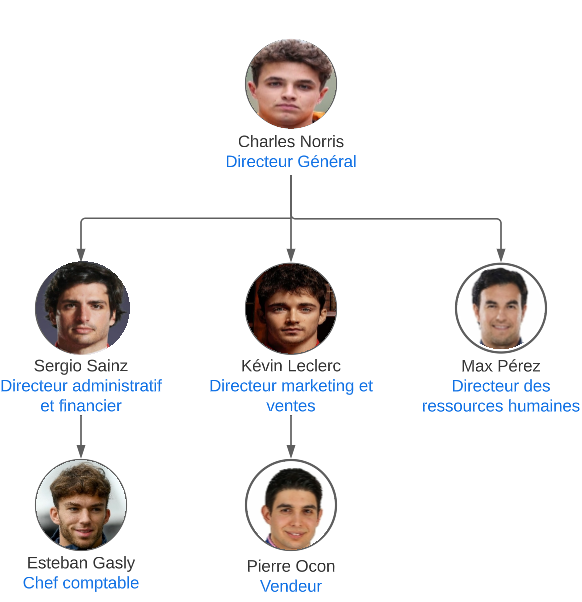 Charles Norris
Directeur Général
Sergio Sainz
Directeur administratif
et financier
Kévin Leclerc
Directeur marketing et
ventes
Max Pérez
Directeur des
ressources humaines
Esteban Gasly
Chef comptable
Pierre Ocon
Vendeur